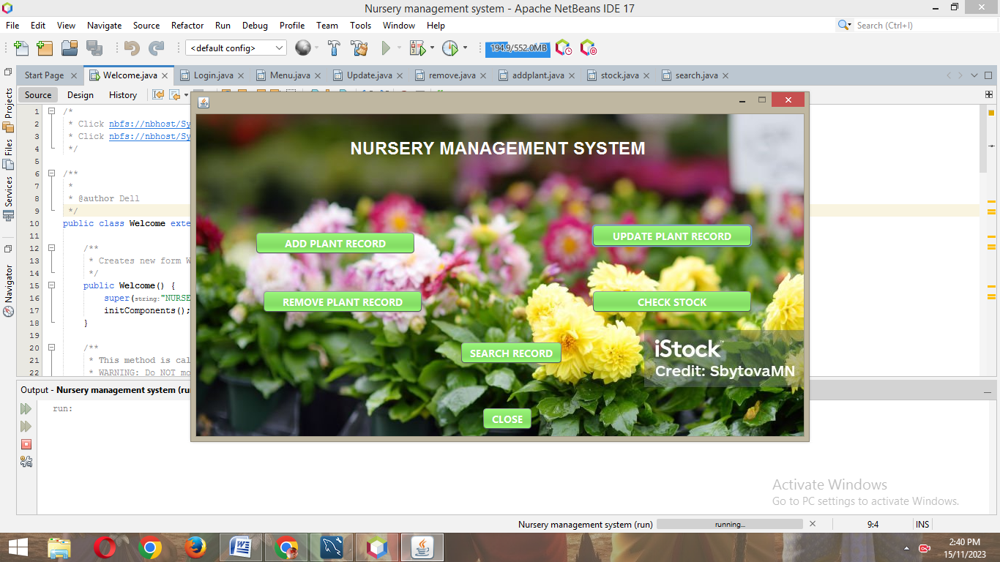 Nursery management system - Apache NetBeans IDE 17
File Edit View Navigate Source Refactor Run Debug Profile Team Tools Window Help
Search (Ctrl+I)
<default config>
194.9/552.0MB
Start Page Welcome.java Login.java Menu.java Update.java remove.java addplant.java stock.java search.java
Source Design History
Projects
Files
Services
Navigator
1 /*
2 * Click nbfs://nbhost/Sy
3 * Click nbfs://nbhost/Sy
4 */
5
6 /**
7 *
8 * @author Dell
9 */
10 public class Welcome exte
11
12 /**
13 * Creates new form W
14 */
15 public Welcome() {
16 super(string:"NURSE
17 initComponents();
18 }
19
20 /**
21 * This method is cal
22 * WARNING: Do NOT mo
NURSERY MANAGEMENT SYSTEM
ADD PLANT RECORD
UPDATE PLANT RECORD
REMOVE PLANT RECORD
CHECK STOCK
SEARCH RECORD
CLOSE
iStock™
Credit: SbytovaMN
Output - Nursery management system (ru
run:
Activate Windows
Go to PC settings to activate Windows.
Nursery management system (run) running... 9:4 INS
2:40 PM
15/11/2023